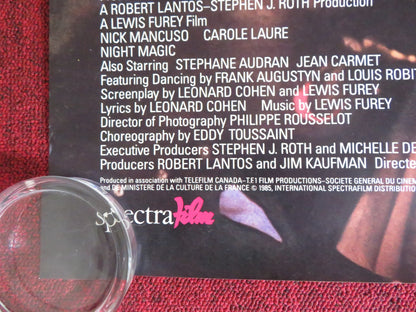 A ROBERT LANTOS–STEPHEN J. ROTH Production
A LEWIS FUREY Film
NICK MANCUSO CAROLE LAURE
NIGHT MAGIC
Also Starring STEPHANE AUDRAN JEAN CARMET
Featuring Dancing by FRANK AUGUSTYN and LOUIS ROBIT
Screenplay by LEONARD COHEN and LEWIS FUREY
Lyrics by LEONARD COHEN Music by LEWIS FUREY
Director of Photography PHILIPPE ROUSSELOT
Choreography by EDDY TOUSSAINT
Executive Producers STEPHEN J. ROTH and MICHELLE DE
Producers ROBERT LANTOS and JIM KAUFMAN Directe
Produced in association with TELEFILM CANADA–T.F.1 FILM PRODUCTIONS–SOCIETE GENERAL DU CINEM
and DE MINISTERE DE LA CULTURE DE LA FRANCE © 1985, INTERNATIONAL SPECTRAFILM DISTRIBUTIO
spectrafilm